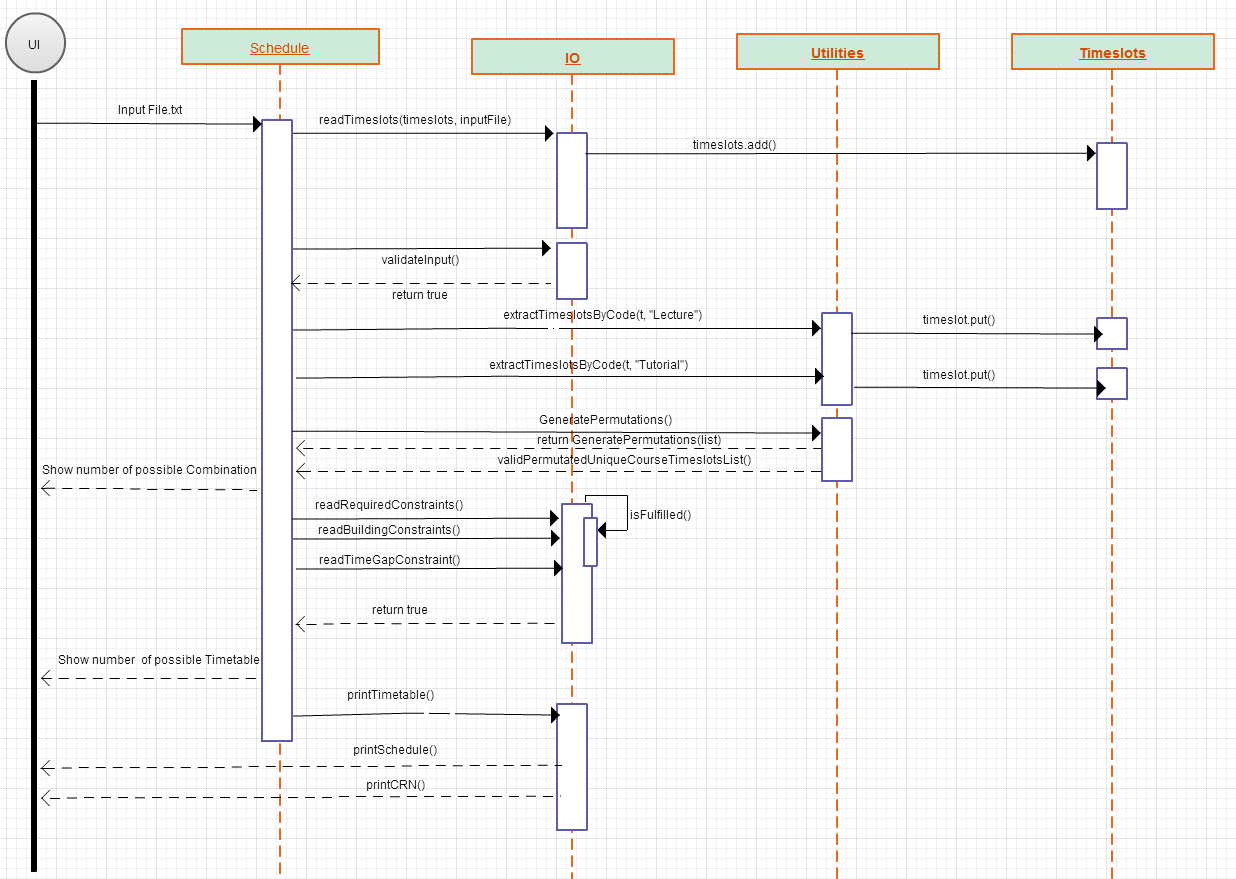 UI
Schedule
IO
Utilities
Timeslots
Input File.txt
readTimeslots(timeslots, inputFile)
timeslots.add()
validateInput()
return true
extractTimeslotsByCode(t, "Lecture")
timeslot.put()
extractTimeslotsByCode(t, "Tutorial")
timeslot.put()
GeneratePermutations()
return GeneratePermutations(list)
validPermutatedUniqueCourseTimeslotsList()
Show number of possible Combination
readRequiredConstraints()
isFulfilled()
readBuildingConstraints()
readTimeGapConstraint()
return true
Show number of possible Timetable
printTimetable()
printSchedule()
printCRN()